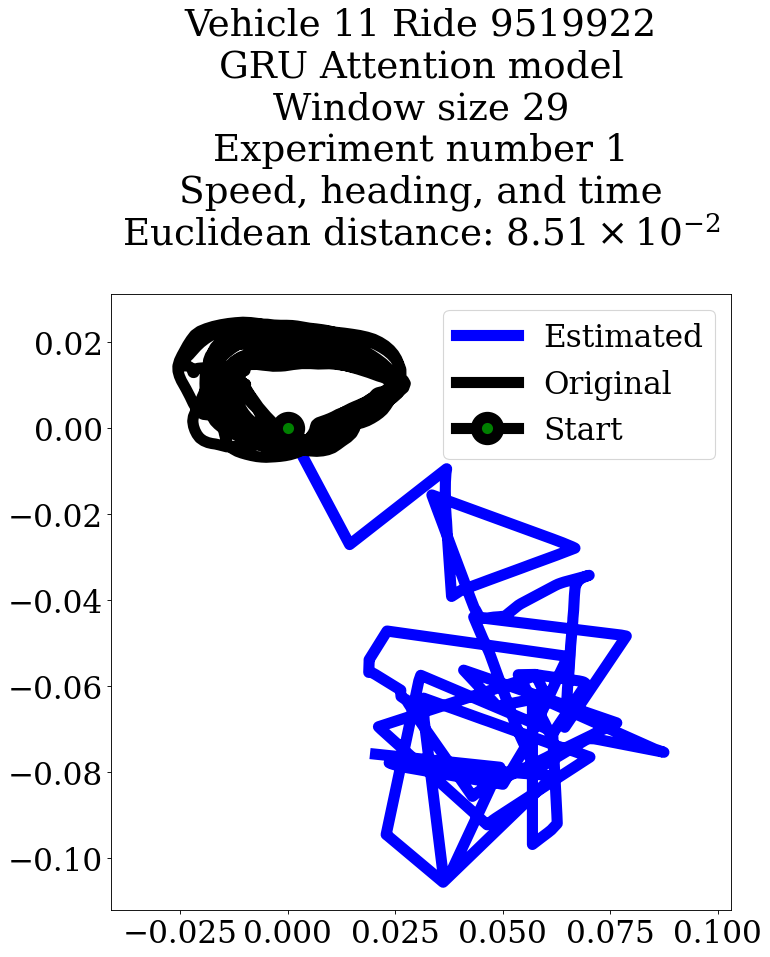 Vehicle 11 Ride 9519922
GRU Attention model
Window size 29
Experiment number 1
Speed, heading, and time
Euclidean distance: 8.51 × 10⁻²
Estimated
Original
Start
0.02
0.00
−0.02
−0.04
−0.06
−0.08
−0.10
−0.025 0.000 0.025 0.050 0.075 0.100